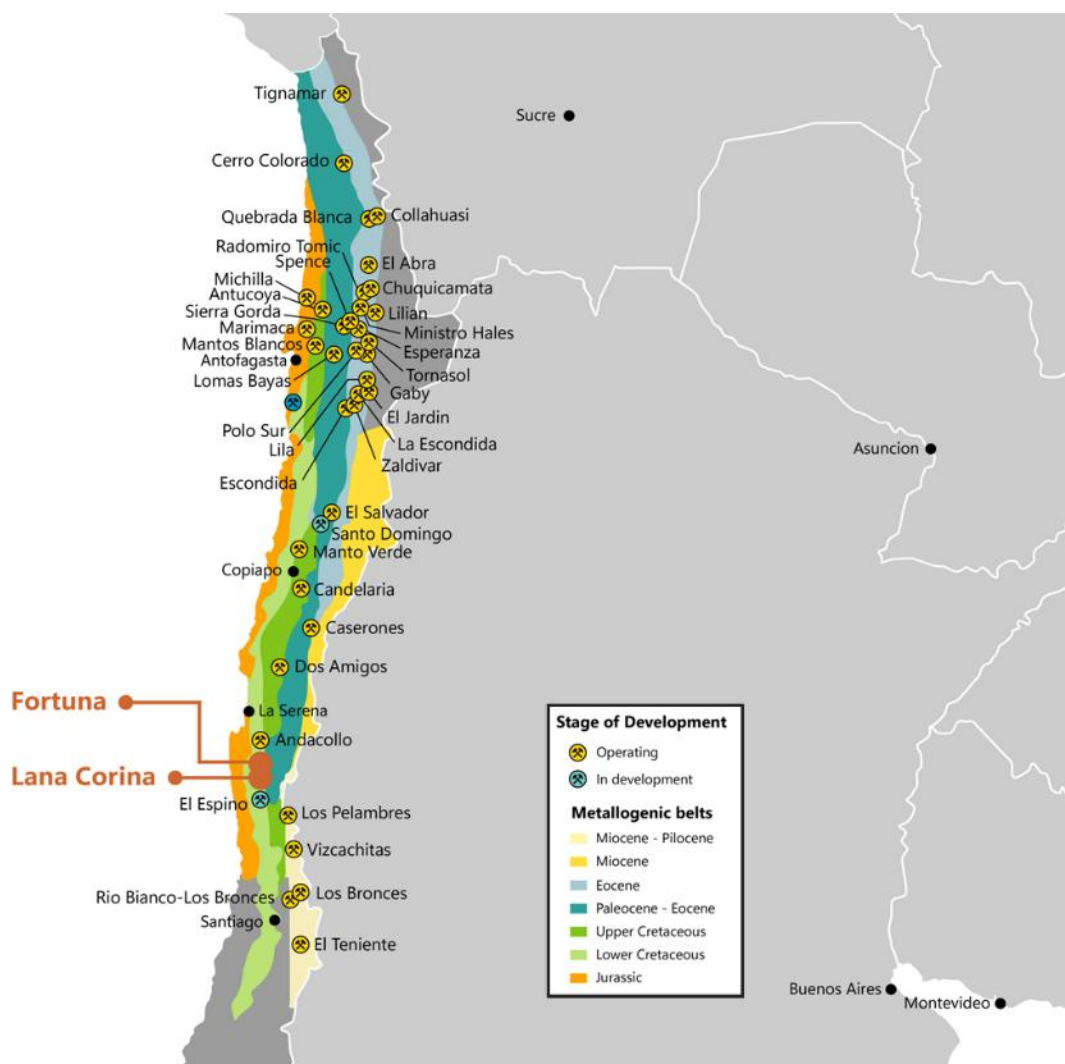 Tignamar
Sucre
Cerro Colorado
Quebrada Blanca
Collahuasi
Radomiro Tomic
Spence
El Abra
Michilla
Chuquicamata
Antucoya
Sierra Gorda
Lilian
Marimaca
Ministro Hales
Mantos Blancos
Esperanza
Antofagasta
Tornasol
Lomas Bayas
Gaby
El Jardin
Polo Sur
La Escondida
Lila
Zaldivar
Escondida
Asuncion
El Salvador
Santo Domingo
Manto Verde
Copiapo
Candelaria
Caserones
Dos Amigos
Fortuna
La Serena
Andacollo
Lana Corina
El Espino
Los Pelambres
Vizcachitas
Rio Bianco-Los Bronces
Los Bronces
Santiago
El Teniente
Stage of Development
Operating
In development
Metallogenic belts
Miocene - Pilocene
Miocene
Eocene
Paleocene - Eocene
Upper Cretaceous
Lower Cretaceous
Jurassic
Buenos Aires
Montevideo